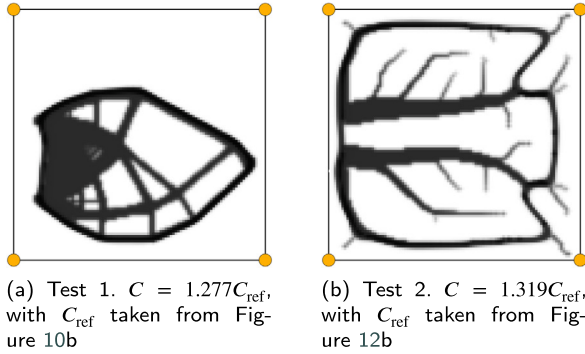 (a) Test 1. C = 1.277C_ref,
with C_ref taken from Fig-
ure 10b
(b) Test 2. C = 1.319C_ref,
with C_ref taken from Fig-
ure 12b